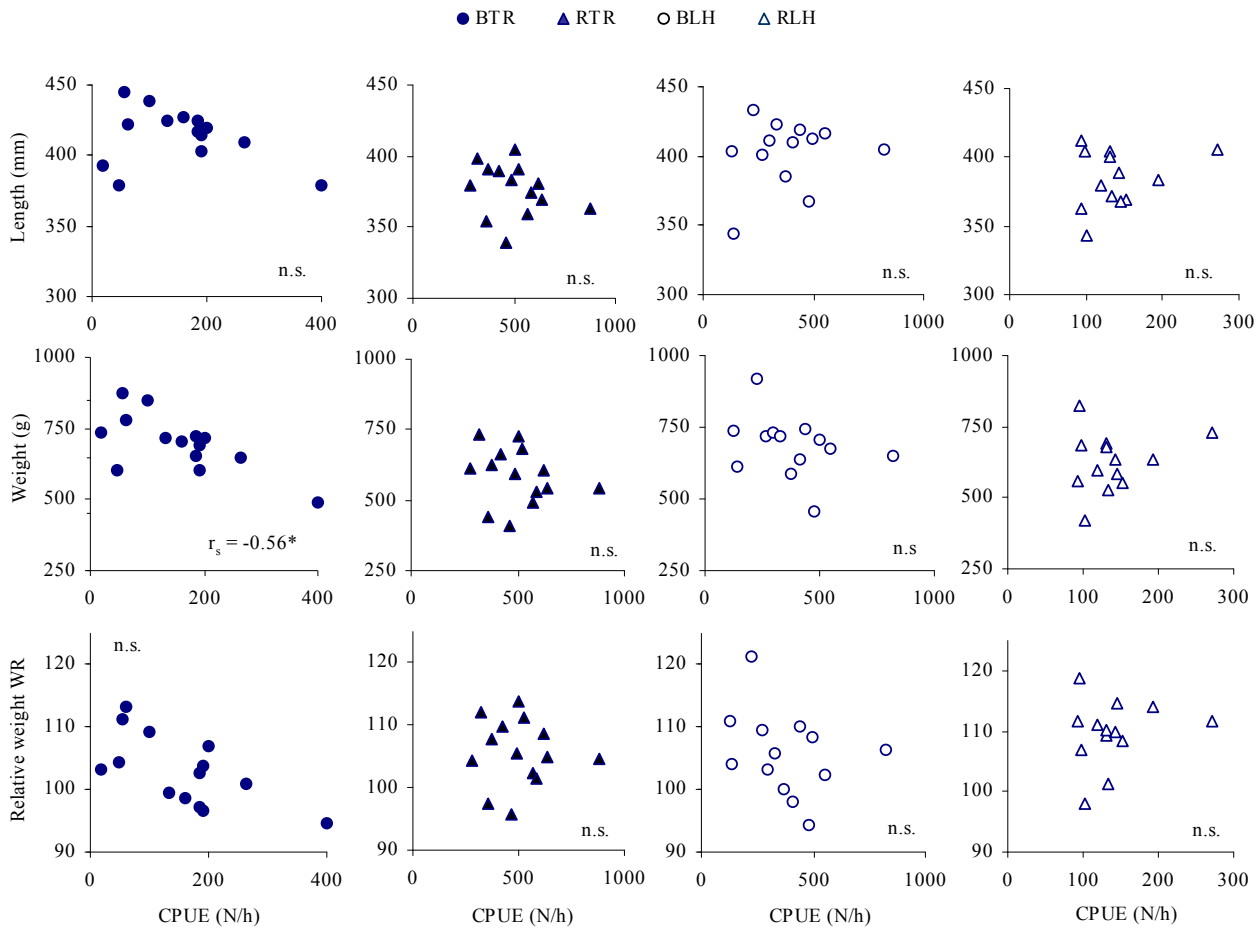 BTR RTR BLH RLH
450 450 450 450
400 400 400 400
350 350 350 350
300 300 300 300
Length (mm)
n.s. n.s. n.s. n.s.
0 200 400 0 500 1000 0 500 1000 0 100 200 300
1000 1000 1000 1000
750 750 750 750
500 500 500 500
250 250 250 250
Weight (g)
rs = -0.56* n.s. n.s n.s.
0 200 400 0 500 1000 0 500 1000 0 100 200 300
n.s.
120 120 120 120
110 110 110 110
100 100 100 100
90 90 90 90
Relative weight WR
n.s. n.s. n.s.
0 200 400 0 500 1000 0 500 1000 0 100 200 300
CPUE (N/h) CPUE (N/h) CPUE (N/h) CPUE (N/h)